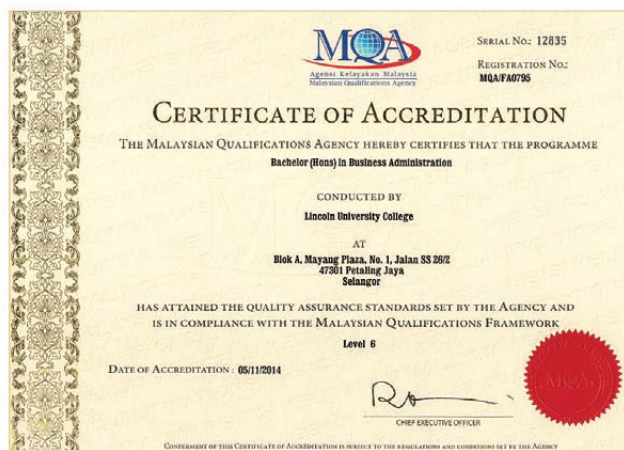 MQA
Agensi Kelayakan Malaysia
Malaysian Qualifications Agency
SERIAL NO.: 12835
REGISTRATION NO.:
MQA/FA0795
CERTIFICATE OF ACCREDITATION
THE MALAYSIAN QUALIFICATIONS AGENCY HEREBY CERTIFIES THAT THE PROGRAMME
Bachelor (Hons) in Business Administration
CONDUCTED BY
Lincoln University College
AT
Blok A, Mayang Plaza, No. 1, Jalan SS 26/2
47301 Petaling Jaya
Selangor
HAS ATTAINED THE QUALITY ASSURANCE STANDARDS SET BY THE AGENCY AND
IS IN COMPLIANCE WITH THE MALAYSIAN QUALIFICATIONS FRAMEWORK
Level 6
DATE OF ACCREDITATION : 05/11/2014
MQA
CHIEF EXECUTIVE OFFICER
CONFERMENT OF THIS CERTIFICATE OF ACCREDITATION IS SUBJECT TO THE REGULATIONS AND CONDITIONS SET BY THE AGENCY